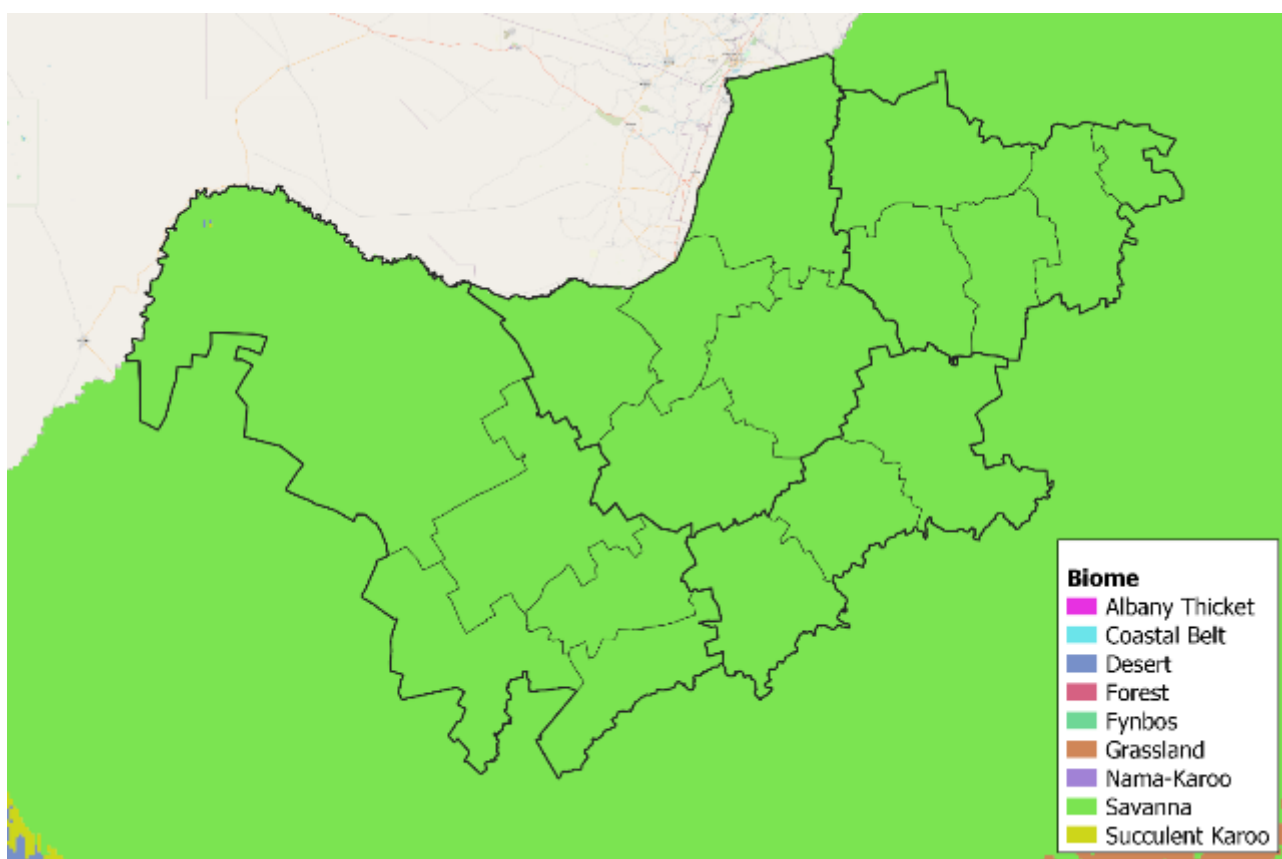 Biome
Albany Thicket
Coastal Belt
Desert
Forest
Fynbos
Grassland
Nama-Karoo
Savanna
Succulent Karoo